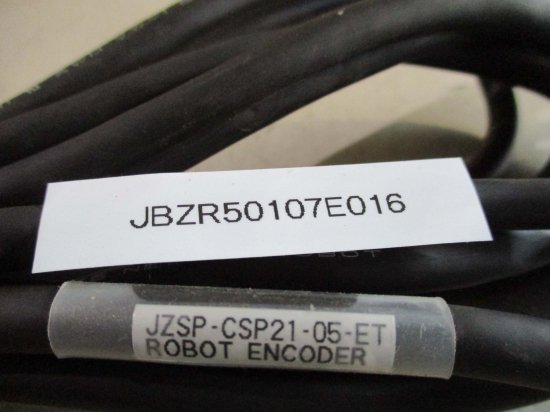 JBZR50107E016
JZSP-CSP21-05-ET
ROBOT ENCODER